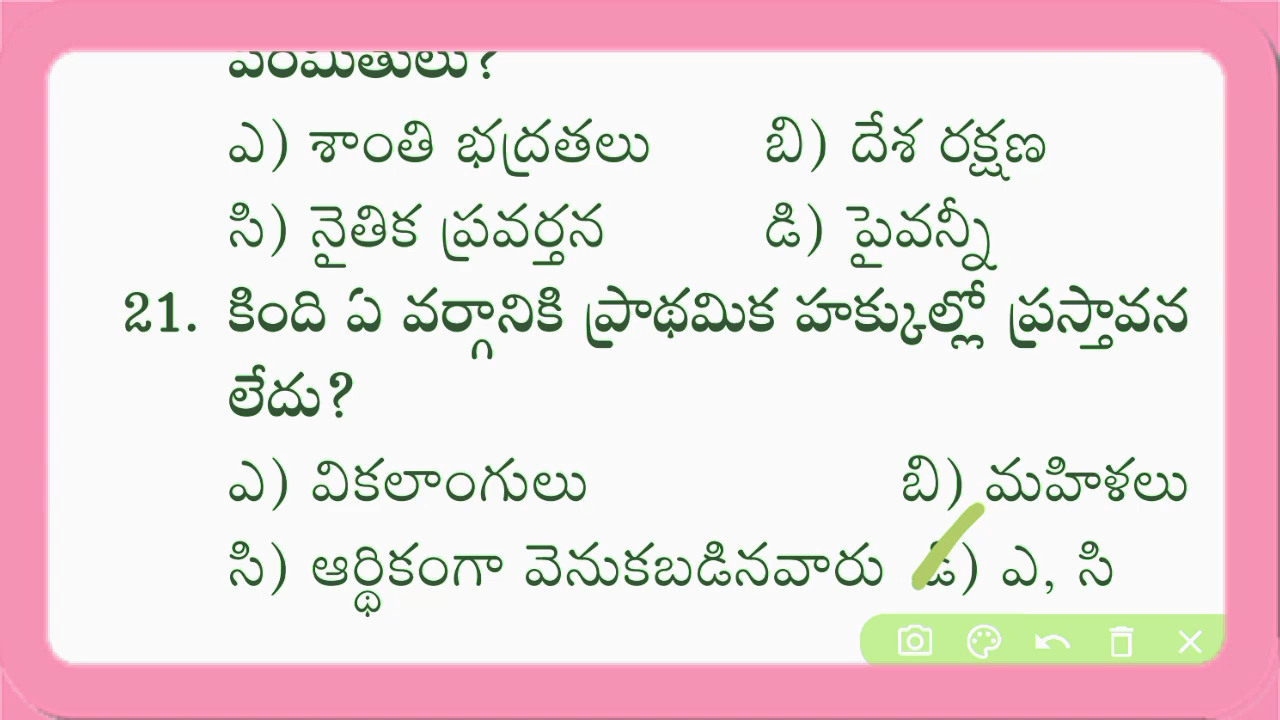 పరిమితులు?
ఎ) శాంతి భద్రతలు బి) దేశ రక్షణ
సి) నైతిక ప్రవర్తన డి) పైవన్నీ
21. కింది ఏ వర్గానికి ప్రాథమిక హక్కుల్లో ప్రస్తావన
లేదు?
ఎ) వికలాంగులు బి) మహిళలు
సి) ఆర్థికంగా వెనుకబడినవారు డి) ఎ, సి